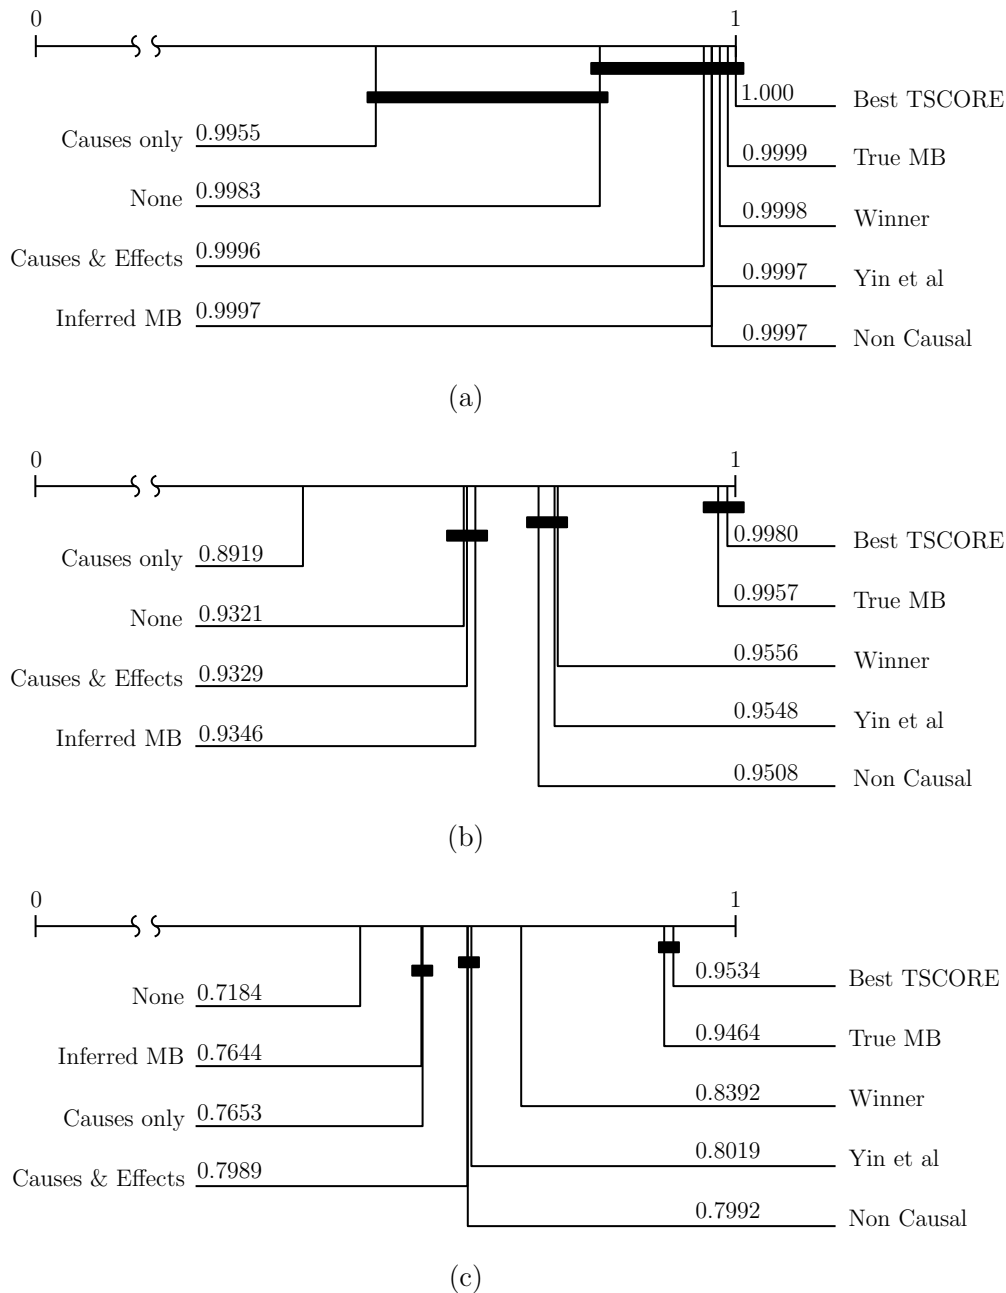 0 1
1.000 Best TSCORE
Causes only 0.9955
0.9999 True MB
None 0.9983
0.9998 Winner
Causes & Effects 0.9996
0.9997 Yin et al
Inferred MB 0.9997
0.9997 Non Causal
(a)
0 1
0.9980 Best TSCORE
Causes only 0.8919
0.9957 True MB
None 0.9321
0.9556 Winner
Causes & Effects 0.9329
0.9548 Yin et al
Inferred MB 0.9346
0.9508 Non Causal
(b)
0 1
0.9534 Best TSCORE
None 0.7184
0.9464 True MB
Inferred MB 0.7644
0.8392 Winner
Causes only 0.7653
0.8019 Yin et al
Causes & Effects 0.7989
0.7992 Non Causal
(c)